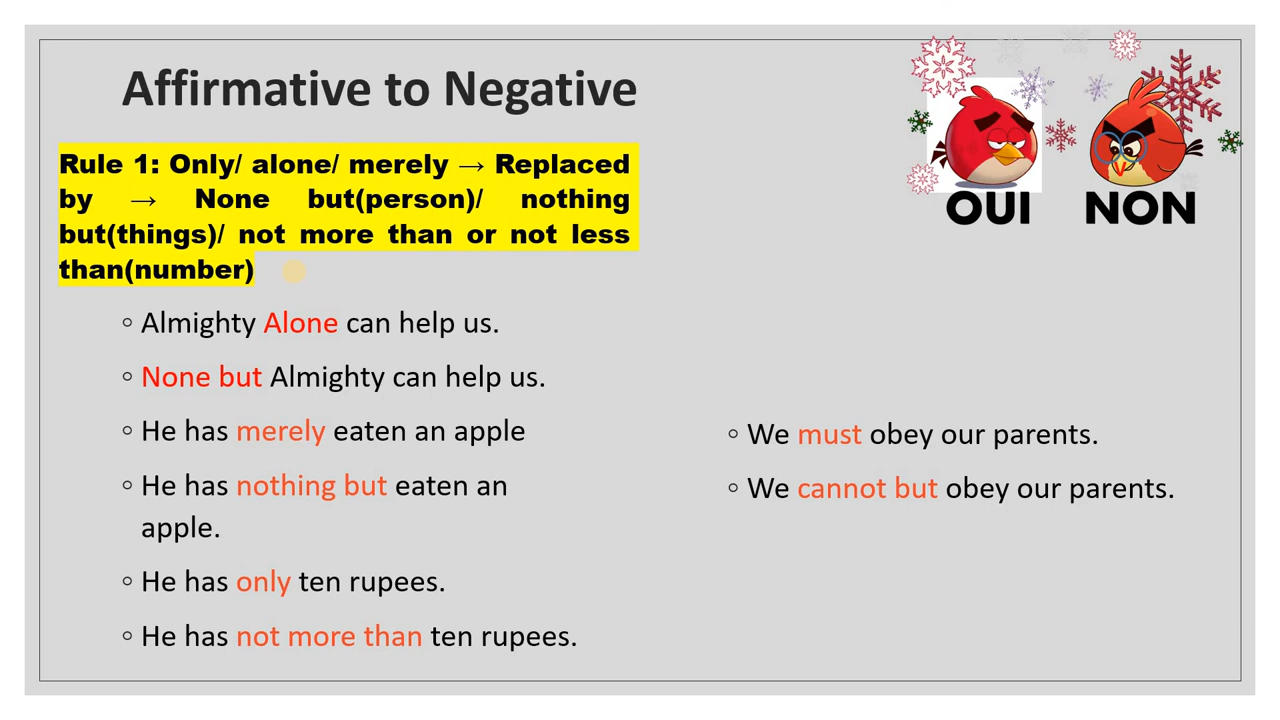 Affirmative to Negative
OUI NON
Rule 1: Only/ alone/ merely → Replaced
by → None but(person)/ nothing
but(things)/ not more than or not less
than(number)
◦ Almighty Alone can help us.
◦ None but Almighty can help us.
◦ He has merely eaten an apple
◦ He has nothing but eaten an
apple.
◦ He has only ten rupees.
◦ He has not more than ten rupees.
◦ We must obey our parents.
◦ We cannot but obey our parents.